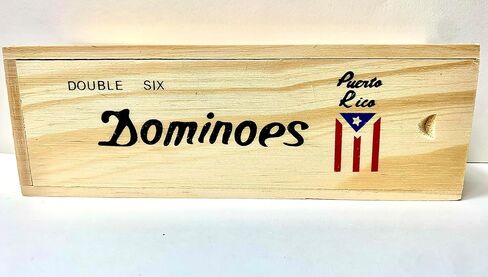 DOUBLE SIX
Dominoes
Puerto
Rico